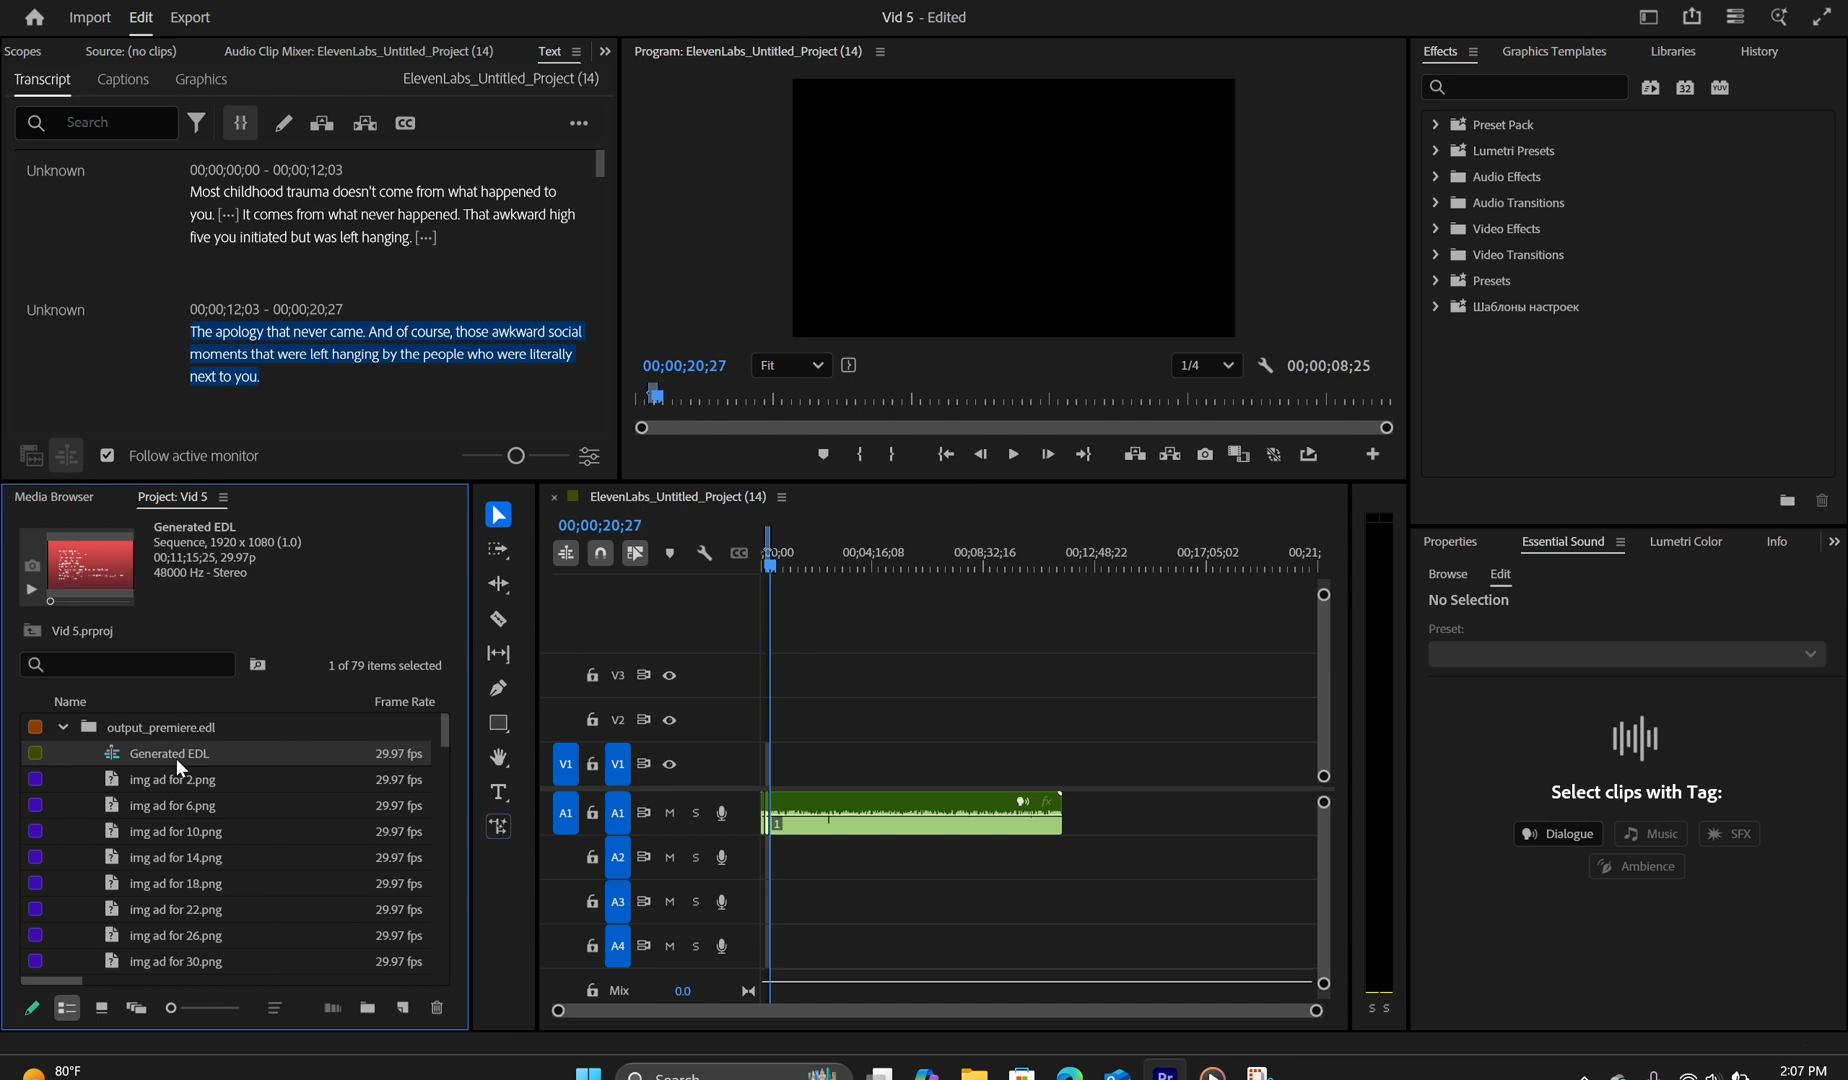 Import Edit Export
Vid 5 - Edited
Scopes
Source: (no clips)
Audio Clip Mixer: ElevenLabs_Untitled_Project (14)
Text
Transcript Captions Graphics
ElevenLabs_Untitled_Project (14)
Search
Unknown
00;00;00;00 - 00;00;12;03
Most childhood trauma doesn't come from what happened to
you. [···] It comes from what never happened. That awkward high
five you initiated but was left hanging. [···]
Unknown
00;00;12;03 - 00;00;20;27
The apology that never came. And of course, those awkward social
moments that were left hanging by the people who were literally
next to you.
Follow active monitor
Program: ElevenLabs_Untitled_Project (14)
00;00;20;27
Fit
1/4
00;00;08;25
Effects
Graphics Templates
Libraries
History
32
YUV
Preset Pack
Lumetri Presets
Audio Effects
Audio Transitions
Video Effects
Video Transitions
Presets
Шаблоны настроек
Media Browser
Project: Vid 5
Generated EDL
Sequence, 1920 x 1080 (1.0)
00;11;15;25, 29.97p
48000 Hz - Stereo
Vid 5.prproj
1 of 79 items selected
Name
Frame Rate
output_premiere.edl
Generated EDL 29.97 fps
img ad for 2.png 29.97 fps
img ad for 6.png 29.97 fps
img ad for 10.png 29.97 fps
img ad for 14.png 29.97 fps
img ad for 18.png 29.97 fps
img ad for 22.png 29.97 fps
img ad for 26.png 29.97 fps
img ad for 30.png 29.97 fps
ElevenLabs_Untitled_Project (14)
00;00;20;27
;00;00
00;04;16;08
00;08;32;16
00;12;48;22
00;17;05;02
00;21;
V3
V2
V1 V1
A1 A1 M S
fx
1
A2 M S
A3 M S
A4 M S
Mix 0.0
S S
Properties
Essential Sound
Lumetri Color
Info
Browse Edit
No Selection
Preset:
Select clips with Tag:
Dialogue
Music
SFX
Ambience
80°F
Search
Pr
2:07 PM